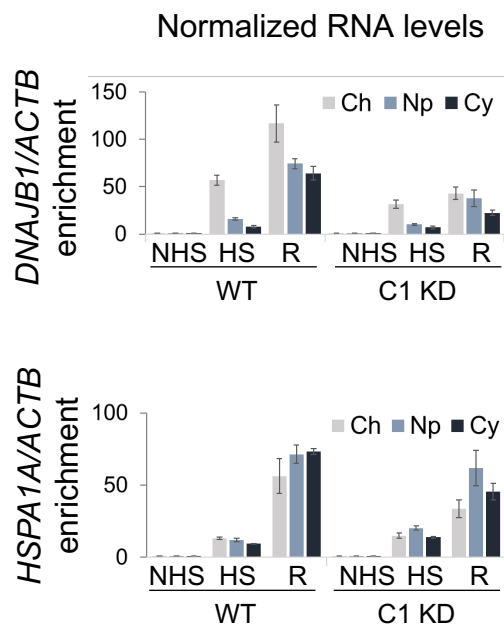 Normalized RNA levels
DNAJB1/ACTB
enrichment
150
100
50
0
Ch Np Cy
NHS HS R NHS HS R
WT C1 KD
HSPA1A/ACTB
enrichment
100
50
0
Ch Np Cy
NHS HS R NHS HS R
WT C1 KD